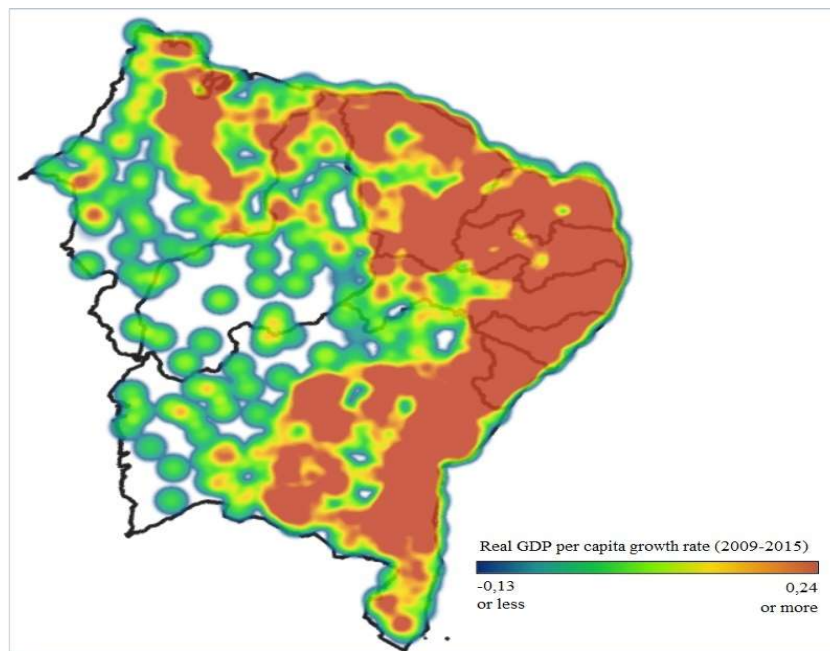 Real GDP per capita growth rate (2009-2015)
-0,13 0,24
or less or more